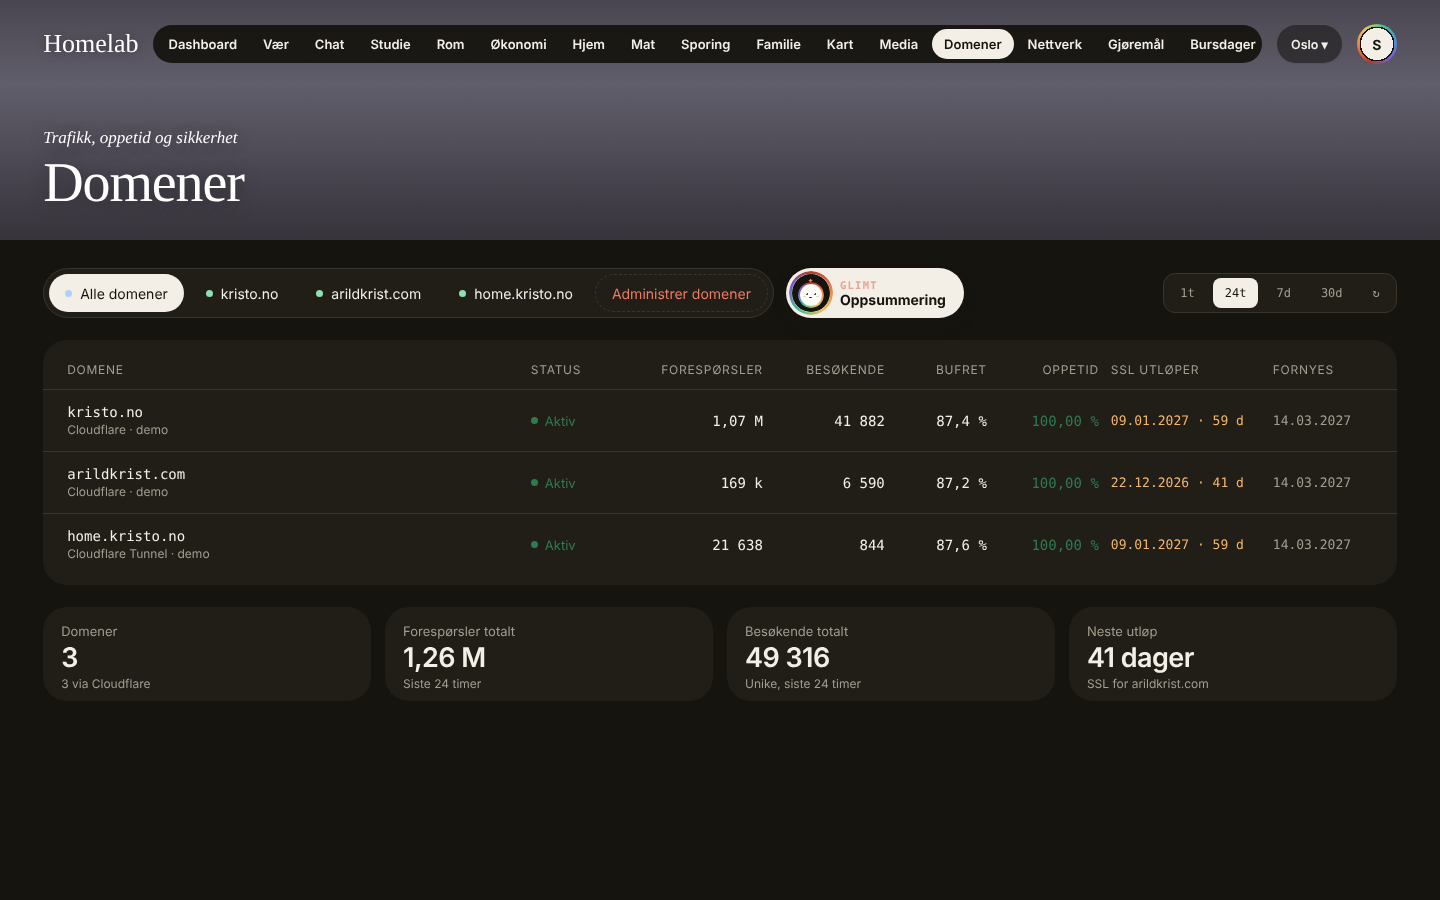 Homelab
Dashboard Vær Chat Studie Rom Økonomi Hjem Mat Sporing Familie Kart Media Domener Nettverk Gjøremål Bursdager
Oslo ▾
S
Trafikk, oppetid og sikkerhet
Domener
Alle domener kristo.no arildkrist.com home.kristo.no Administrer domener
GLIMT
Oppsummering
1t 24t 7d 30d ↻
DOMENE STATUS FORESPØRSLER BESØKENDE BUFRET OPPETID SSL UTLØPER FORNYES
kristo.no
Cloudflare · demo
Aktiv 1,07 M 41 882 87,4 % 100,00 % 09.01.2027 · 59 d 14.03.2027
arildkrist.com
Cloudflare · demo
Aktiv 169 k 6 590 87,2 % 100,00 % 22.12.2026 · 41 d 14.03.2027
home.kristo.no
Cloudflare Tunnel · demo
Aktiv 21 638 844 87,6 % 100,00 % 09.01.2027 · 59 d 14.03.2027
Domener
3
3 via Cloudflare
Forespørsler totalt
1,26 M
Siste 24 timer
Besøkende totalt
49 316
Unike, siste 24 timer
Neste utløp
41 dager
SSL for arildkrist.com